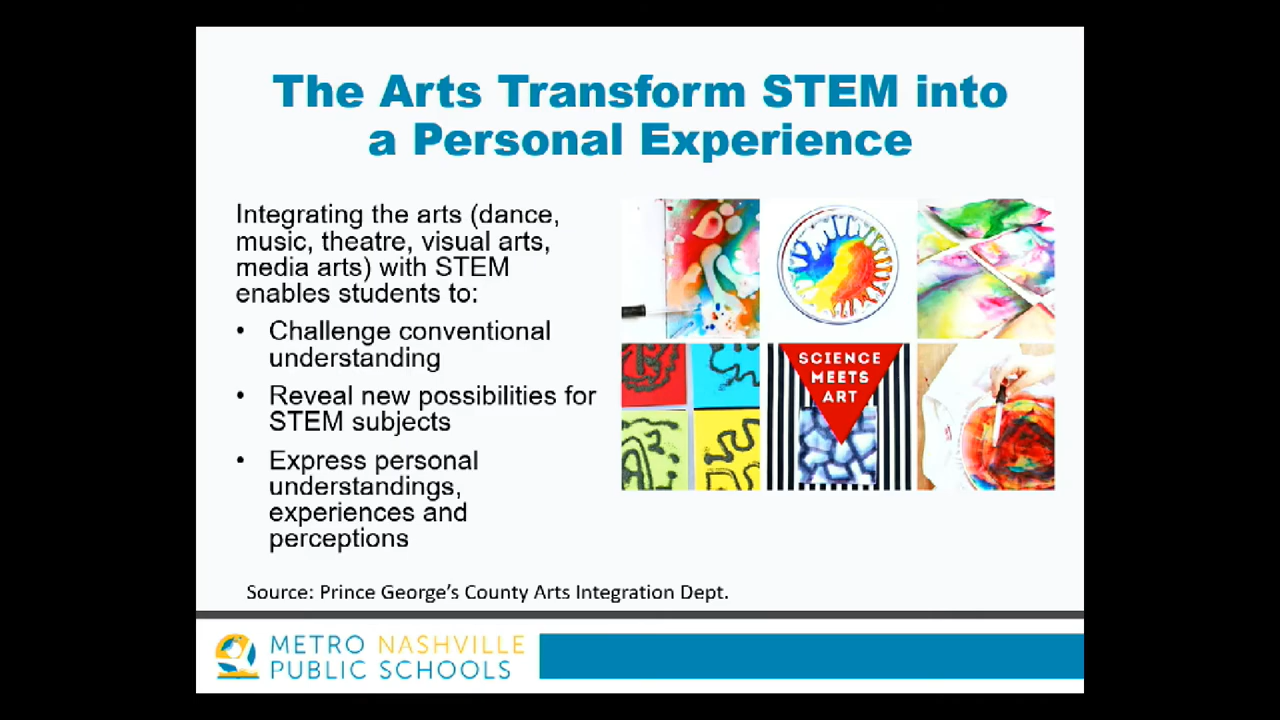 The Arts Transform STEM into
a Personal Experience
Integrating the arts (dance,
music, theatre, visual arts,
media arts) with STEM
enables students to:
• Challenge conventional
understanding
• Reveal new possibilities for
STEM subjects
• Express personal
understandings,
experiences and
perceptions
SCIENCE
MEETS
ART
Source: Prince George's County Arts Integration Dept.
METRO NASHVILLE
PUBLIC SCHOOLS